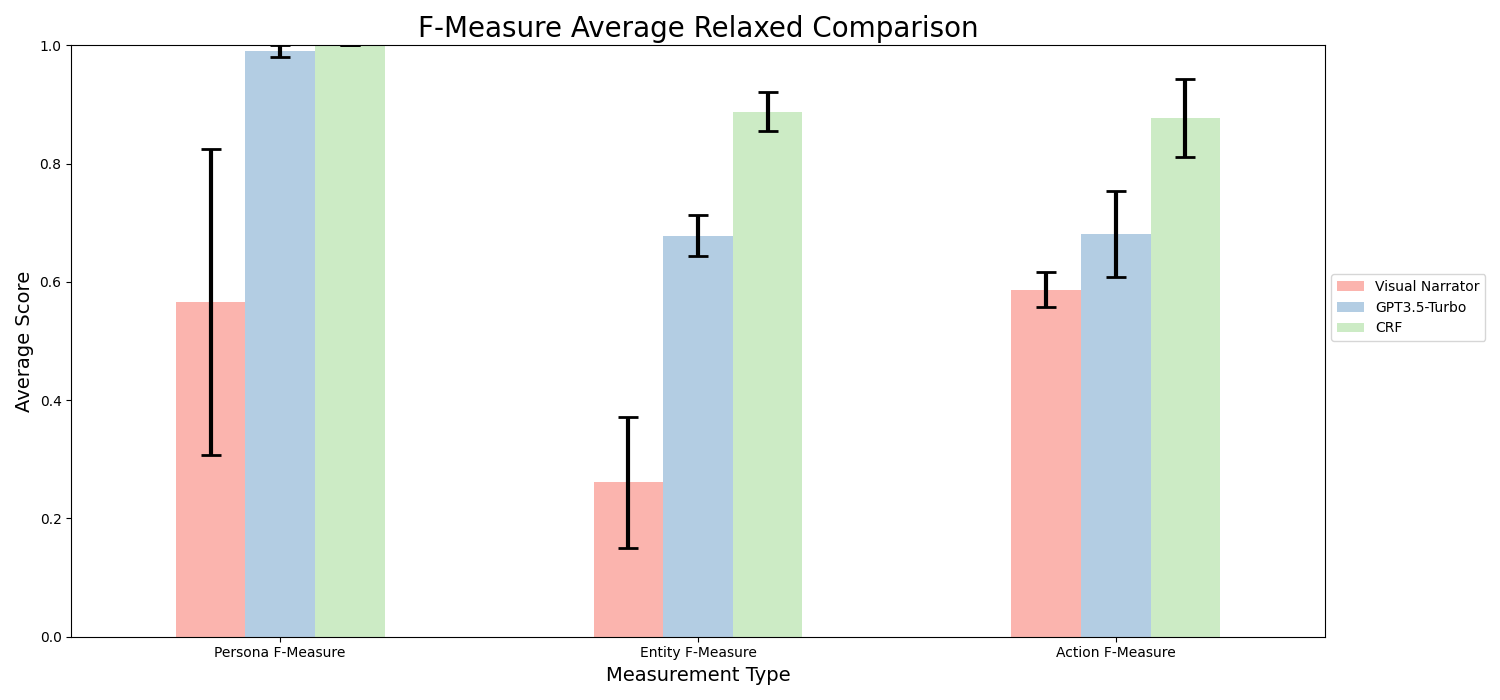 F-Measure Average Relaxed Comparison
1.0
0.8
0.6
0.4
0.2
0.0
Average Score
Persona F-Measure
Entity F-Measure
Action F-Measure
Measurement Type
Visual Narrator
GPT3.5-Turbo
CRF